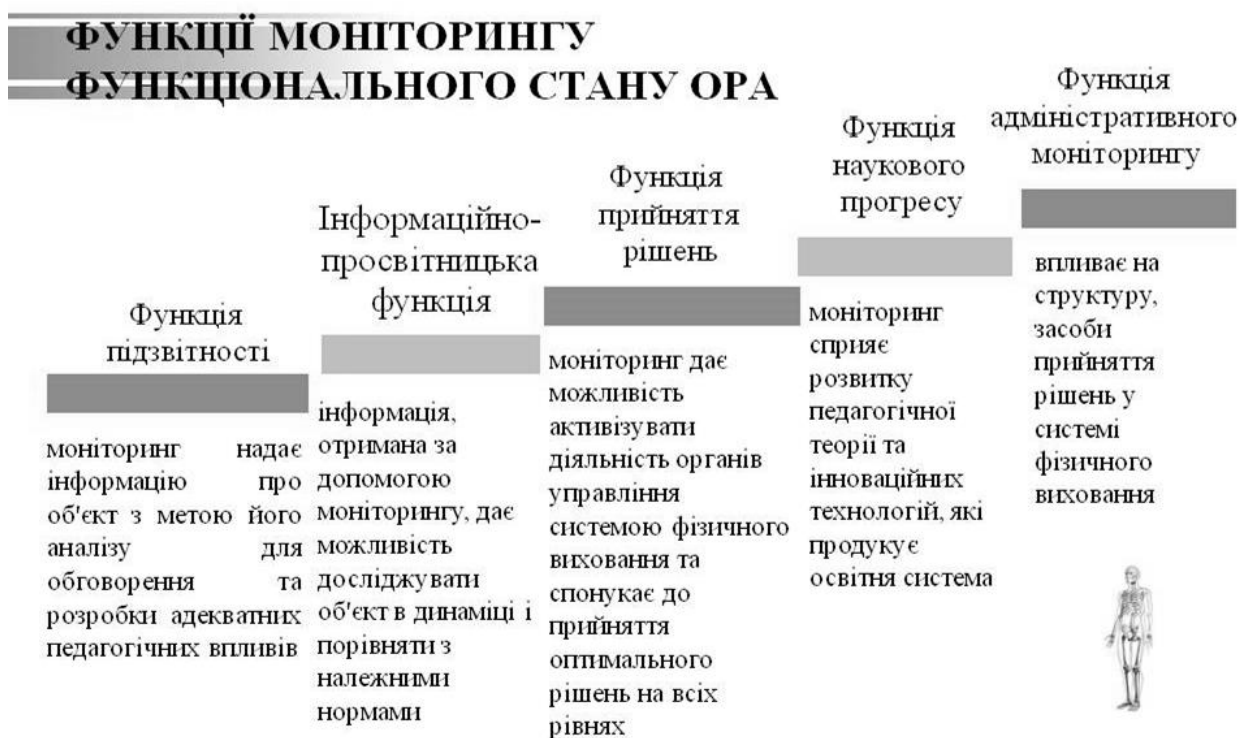 ФУНКЦІЇ МОНІТОРИНГУ
ФУНКЦІОНАЛЬНОГО СТАНУ ОРА
Функція
підзвітності
моніторинг надає
інформацію про
об'єкт з метою його
аналізу для
обговорення та
розробки адекватних
педагогічних впливів
Інформаційно-
просвітницька
функція
інформація,
отримана за
допомогою
моніторингу, дає
можливість
досліджувати
об'єкт в динаміці і
порівняти з
належними
нормами
Функція
прийняття
рішень
моніторинг дає
можливість
активізувати
діяльність органів
управління
системою фізичного
виховання та
спонукає до
прийняття
оптимального
рішень на всіх
рівнях
Функція
наукового
прогресу
моніторинг
сприяє
розвитку
педагогічної
теорії та
інноваційних
технологій, які
продукує
освітня система
Функція
адміністративного
моніторингу
впливає на
структуру,
засоби
прийняття
рішень у
системі
фізичного
виховання